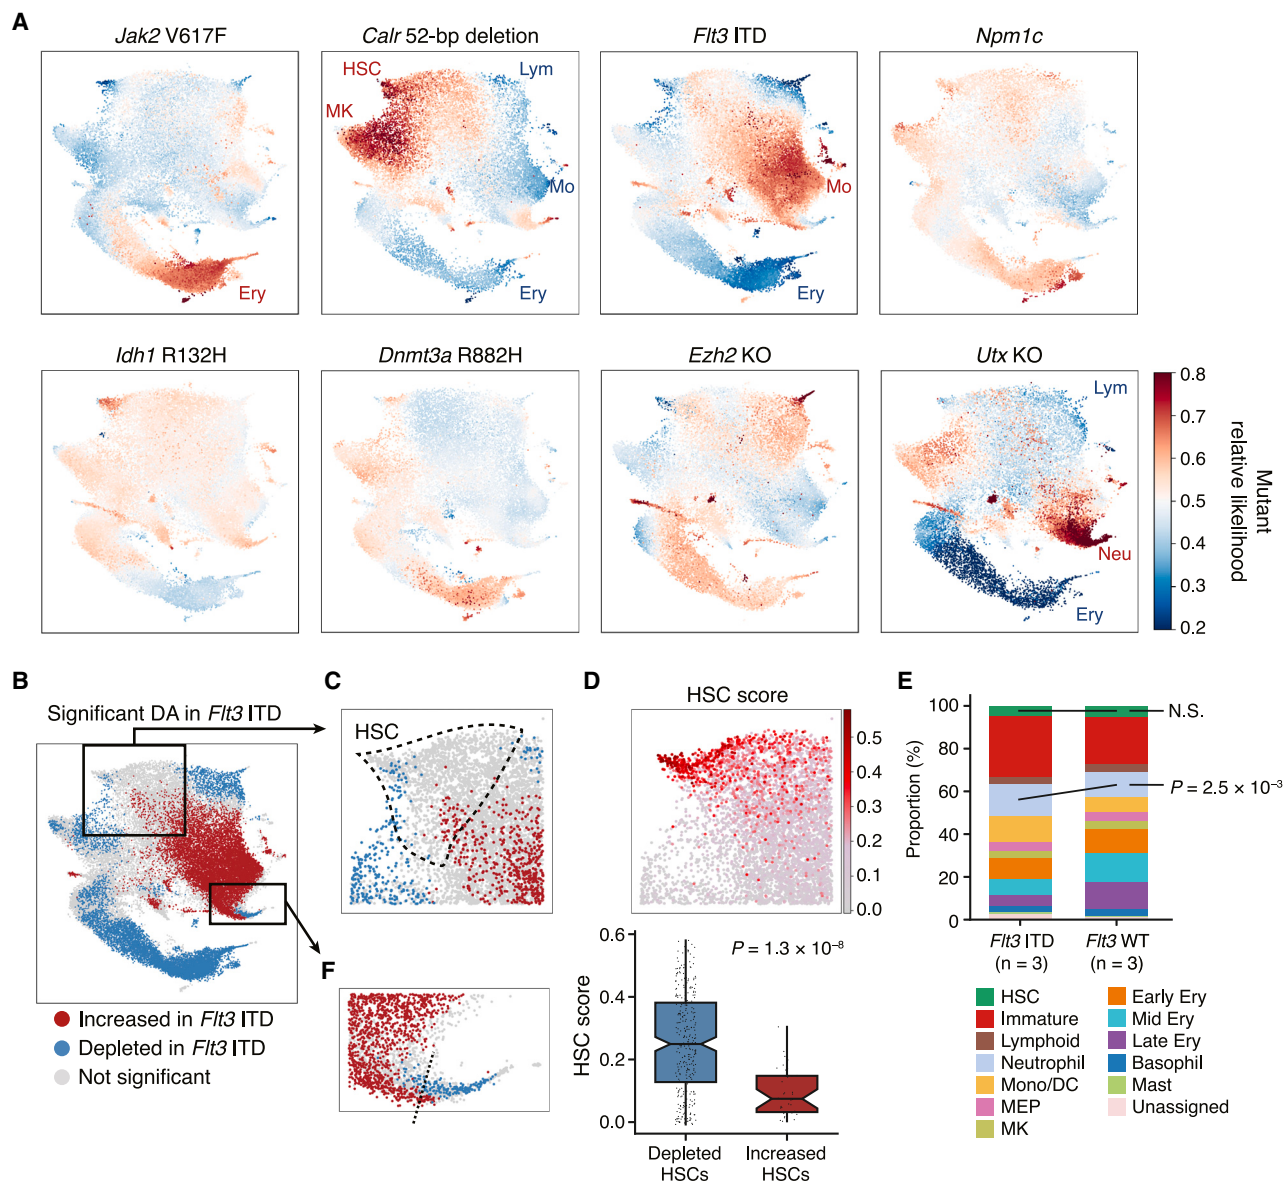 A
Jak2 V617F
Calr 52-bp deletion
Flt3 ITD
Npm1c
HSC
Lym
MK
Mo
Mo
Ery
Ery
Ery
Idh1 R132H
Dnmt3a R882H
Ezh2 KO
Utx KO
Lym
Neu
Ery
0.8
0.7
0.6
0.5
0.4
0.3
0.2
Mutant
relative likelihood
B
Significant DA in Flt3 ITD
Increased in Flt3 ITD
Depleted in Flt3 ITD
Not significant
C
HSC
D
HSC score
0.5
0.4
0.3
0.2
0.1
0.0
P = 1.3 × 10⁻⁸
HSC score
0.6
0.4
0.2
0.0
Depleted
HSCs
Increased
HSCs
E
Proportion (%)
100
80
60
40
20
0
N.S.
P = 2.5 × 10⁻³
Flt3 ITD
(n = 3)
Flt3 WT
(n = 3)
HSC
Immature
Lymphoid
Neutrophil
Mono/DC
MEP
MK
Early Ery
Mid Ery
Late Ery
Basophil
Mast
Unassigned
F